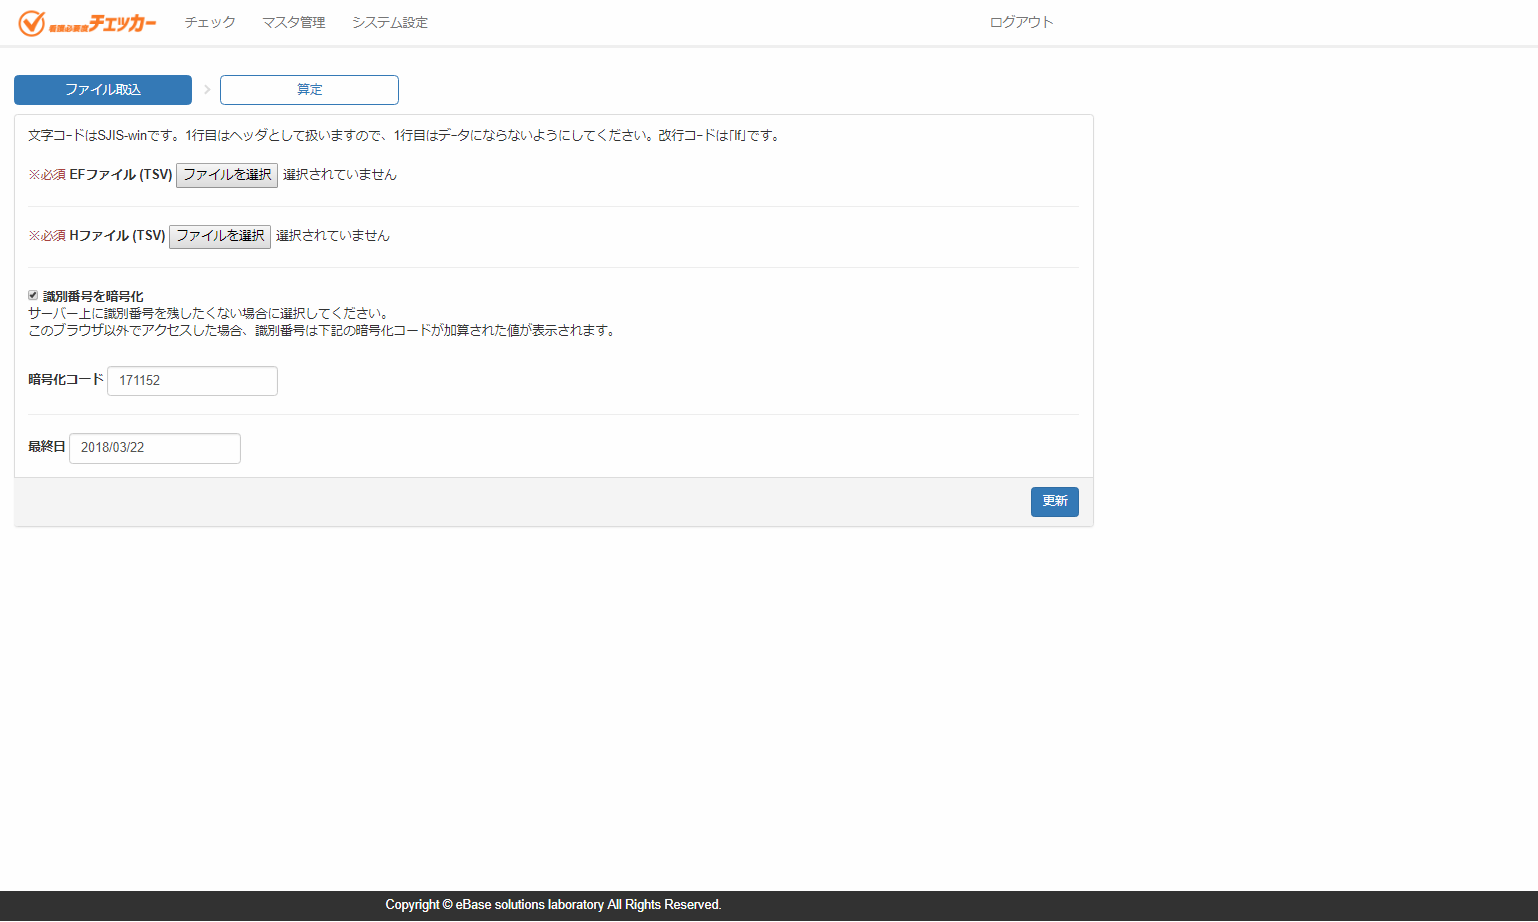 看護必要度チェッカー チェック マスタ管理 システム設定 ログアウト
ファイル取込 算定
文字コードはSJIS-winです。1行目はヘッダとして扱いますので、1行目はデータにならないようにしてください。改行コードは「lf」です。
※必須 EFファイル (TSV) ファイルを選択 選択されていません
※必須 Hファイル (TSV) ファイルを選択 選択されていません
識別番号を暗号化
サーバー上に識別番号を残したくない場合に選択してください。
このブラウザ以外でアクセスした場合、識別番号は下記の暗号化コードが加算された値が表示されます。
暗号化コード 171152
最終日 2018/03/22
更新
Copyright © eBase solutions laboratory All Rights Reserved.